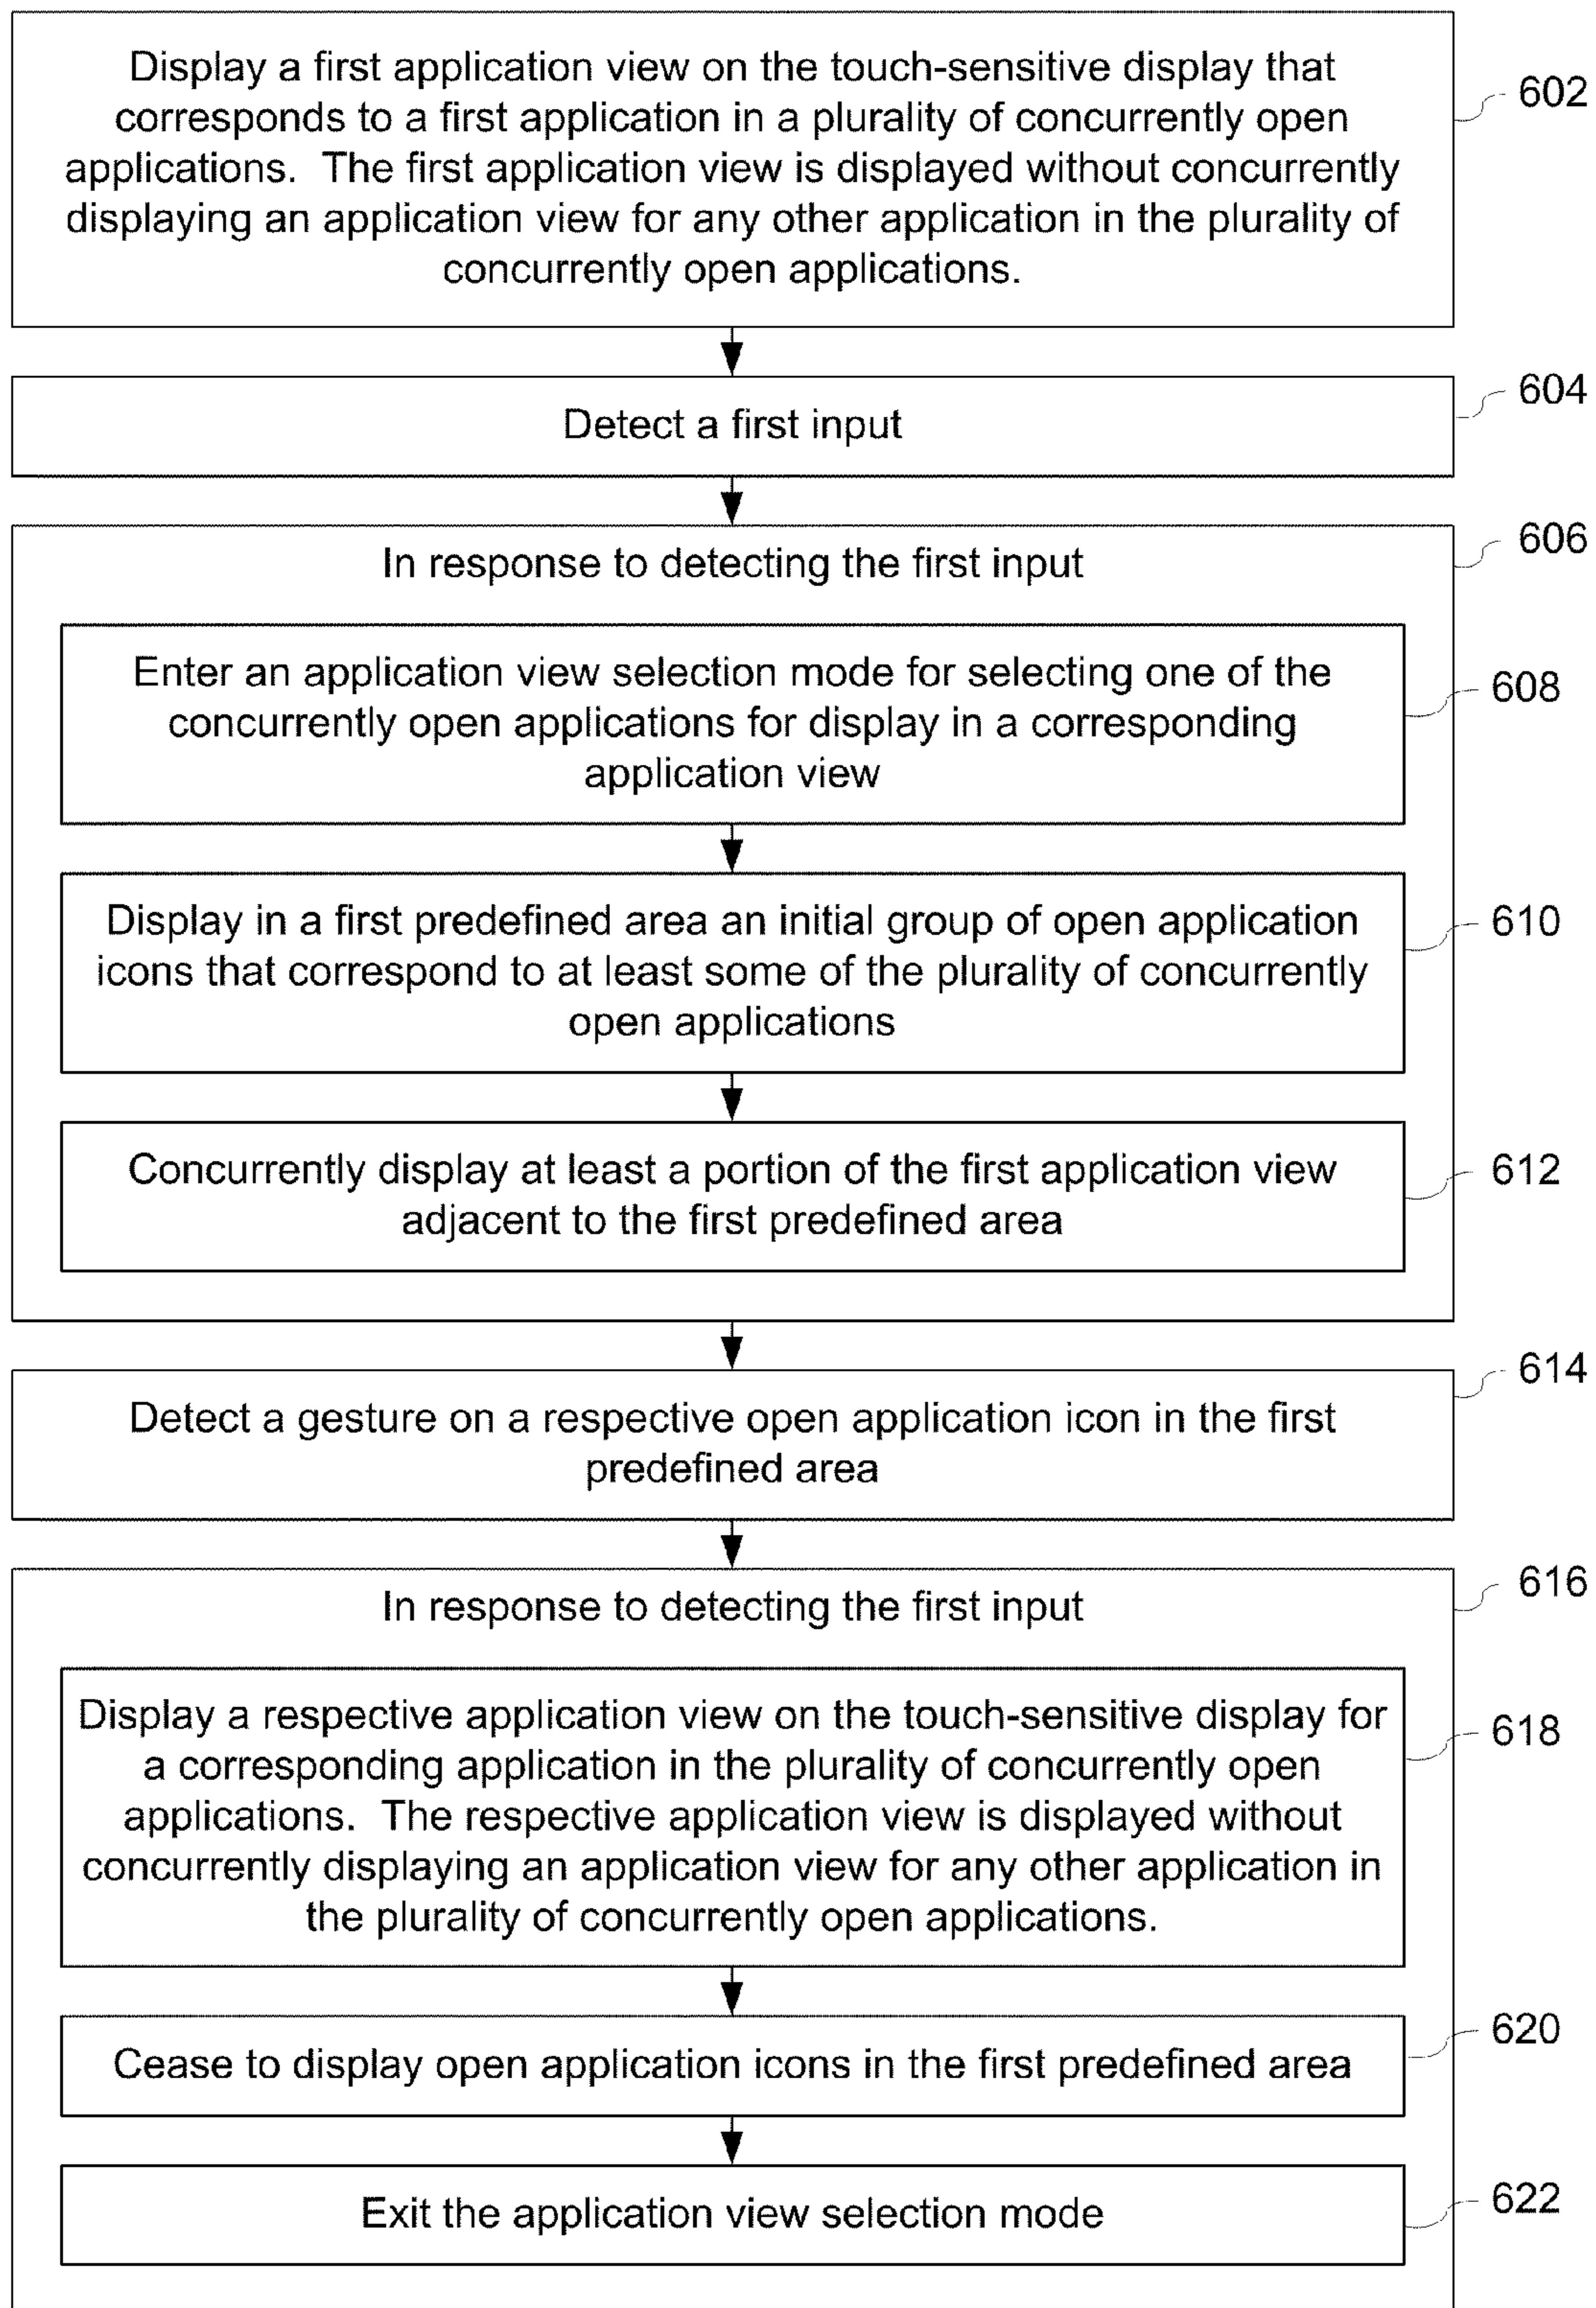 Display a first application view on the touch-sensitive display that
corresponds to a first application in a plurality of concurrently open
applications.  The first application view is displayed without concurrently
displaying an application view for any other application in the plurality of
concurrently open applications.
602
Detect a first input
604
In response to detecting the first input
606
Enter an application view selection mode for selecting one of the
concurrently open applications for display in a corresponding
application view
608
Display in a first predefined area an initial group of open application
icons that correspond to at least some of the plurality of concurrently
open applications
610
Concurrently display at least a portion of the first application view
adjacent to the first predefined area
612
Detect a gesture on a respective open application icon in the first
predefined area
614
In response to detecting the first input
616
Display a respective application view on the touch-sensitive display for
a corresponding application in the plurality of concurrently open
applications.  The respective application view is displayed without
concurrently displaying an application view for any other application in
the plurality of concurrently open applications.
618
Cease to display open application icons in the first predefined area
620
Exit the application view selection mode
622